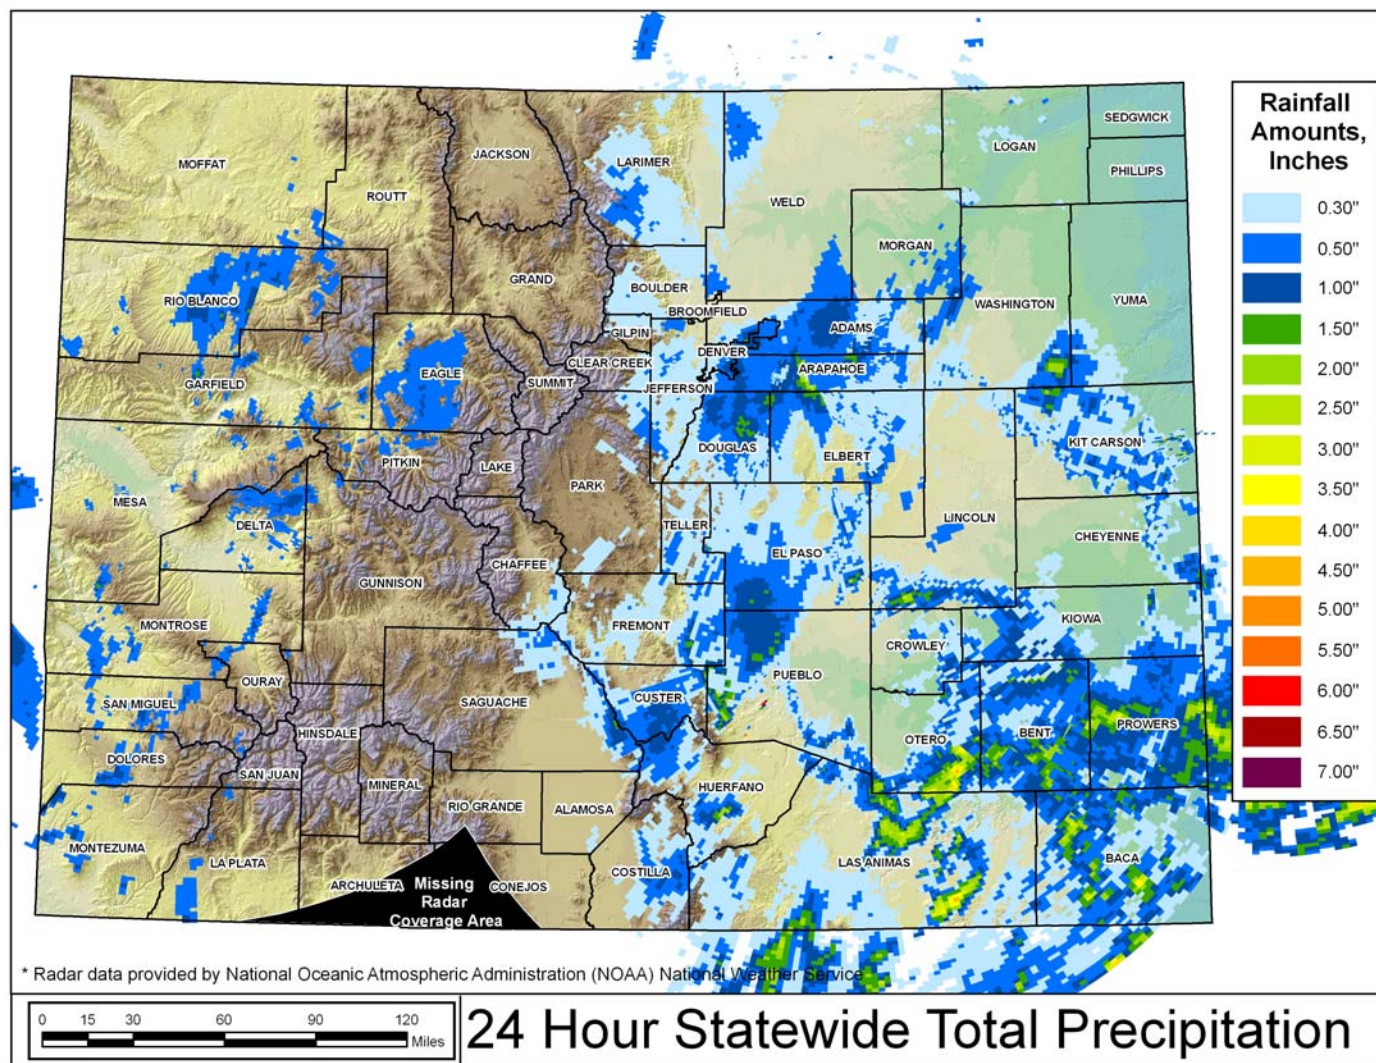 Rainfall
Amounts,
Inches
0.30"
0.50"
1.00"
1.50"
2.00"
2.50"
3.00"
3.50"
4.00"
4.50"
5.00"
5.50"
6.00"
6.50"
7.00"
SEDGWICK
LOGAN
JACKSON
LARIMER
MOFFAT
PHILLIPS
ROUTT
WELD
MORGAN
GRAND
BOULDER
RIO BLANCO
WASHINGTON
YUMA
BROOMFIELD
GILPIN
ADAMS
DENVER
CLEAR CREEK
ARAPAHOE
EAGLE
GARFIELD
SUMMIT
JEFFERSON
KIT CARSON
DOUGLAS
ELBERT
PITKIN
LAKE
PARK
MESA
LINCOLN
DELTA
TELLER
CHEYENNE
EL PASO
CHAFFEE
GUNNISON
MONTROSE
FREMONT
KIOWA
CROWLEY
PUEBLO
OURAY
CUSTER
SAN MIGUEL
SAGUACHE
PROWERS
HINSDALE
BENT
OTERO
DOLORES
SAN JUAN
MINERAL
HUERFANO
RIO GRANDE
ALAMOSA
MONTEZUMA
LA PLATA
LAS ANIMAS
BACA
COSTILLA
ARCHULETA
CONEJOS
Missing
Radar
Coverage Area
* Radar data provided by National Oceanic Atmospheric Administration (NOAA) National Weather Service
0 15 30 60 90 120
Miles
24 Hour Statewide Total Precipitation